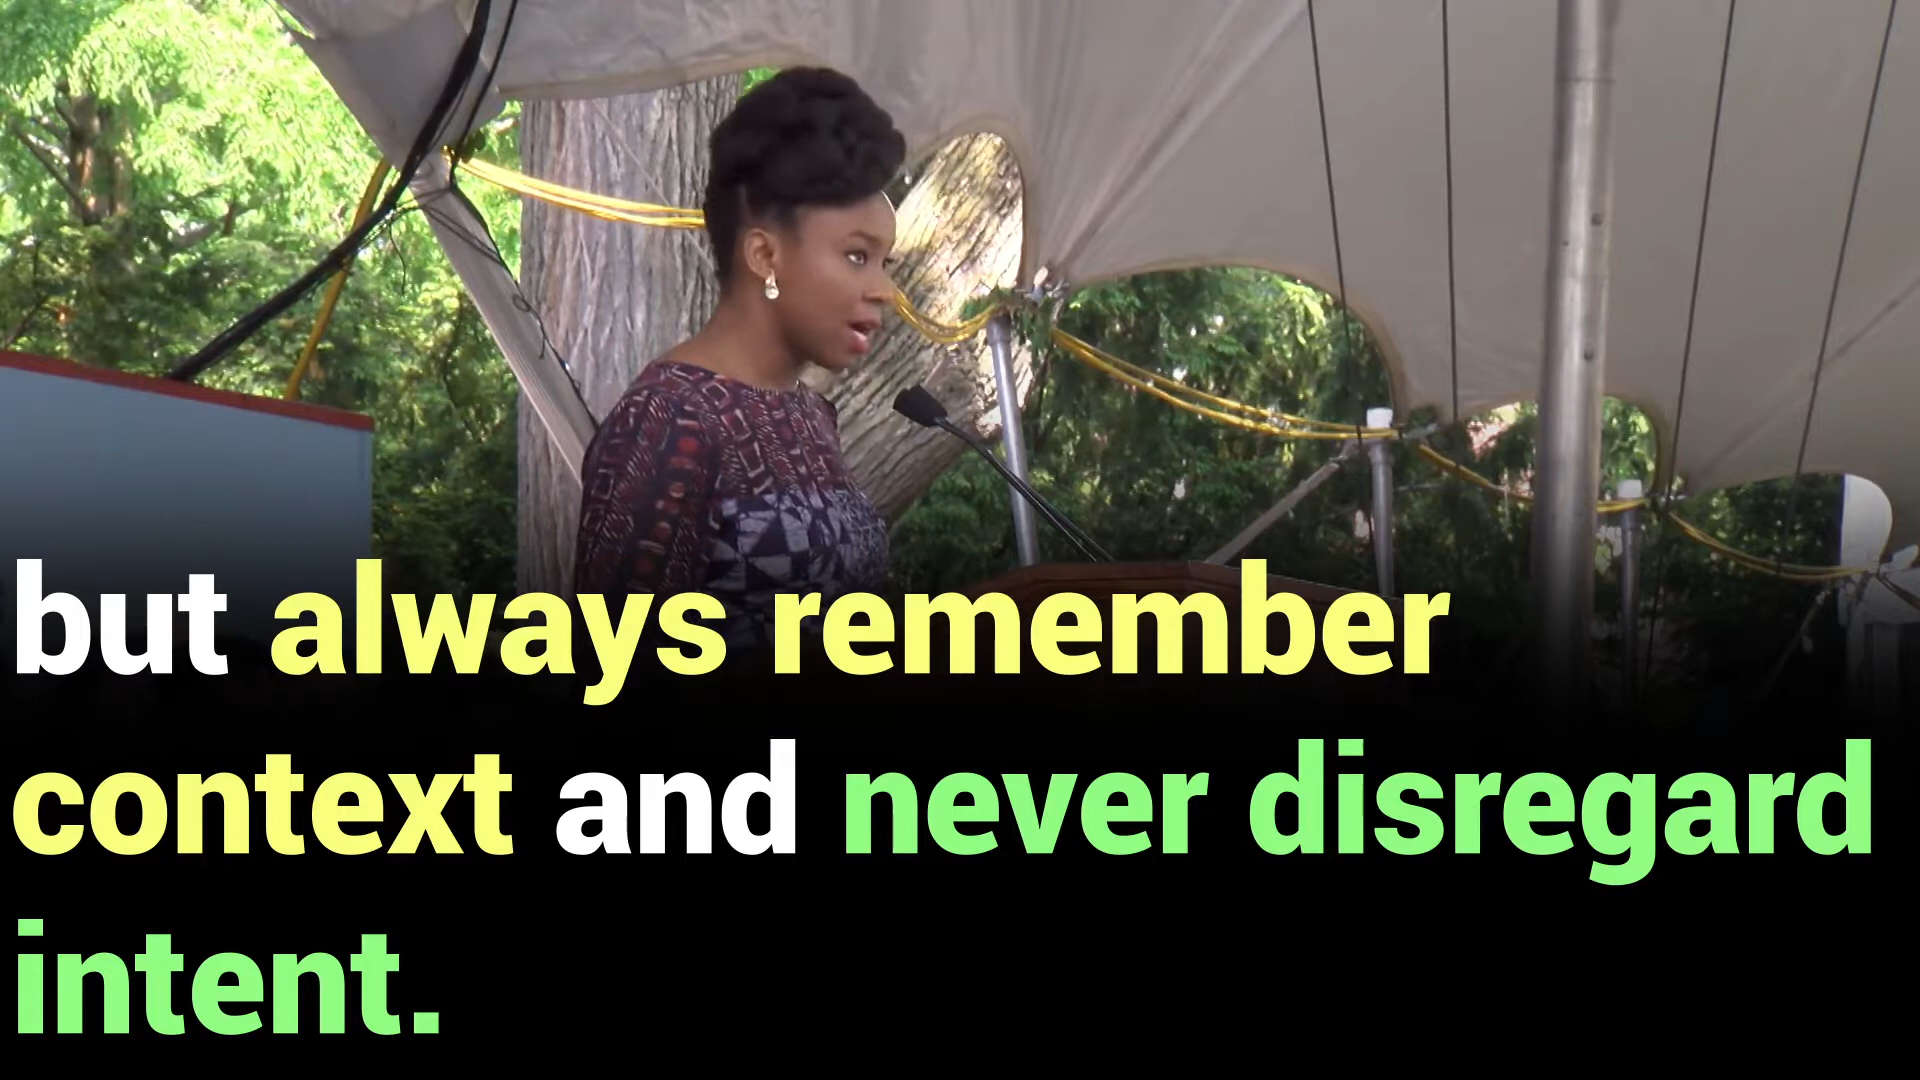 but always remember
context and never disregard
intent.